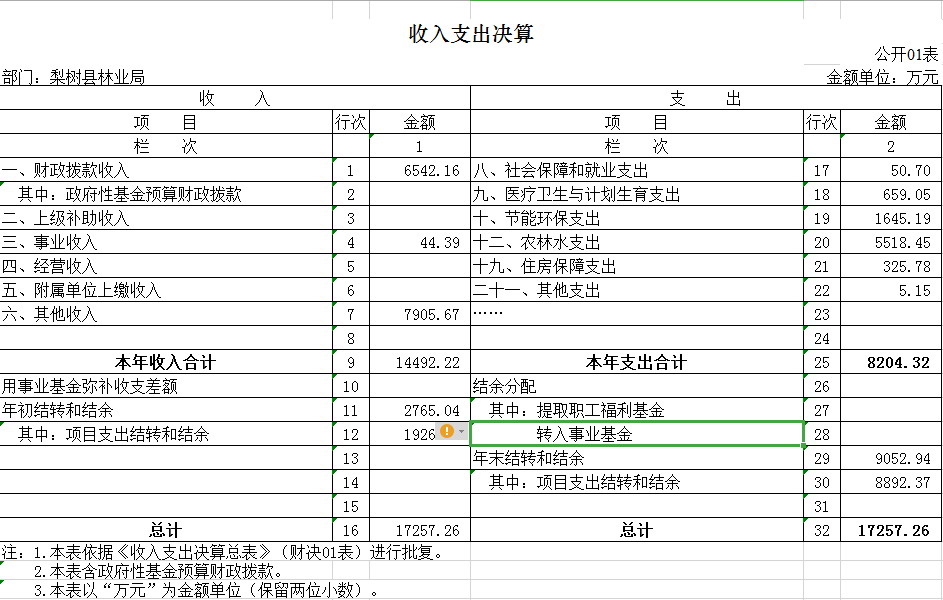 收入支出决算
公开01表
部门：梨树县林业局 金额单位：万元
收 入 支 出
项 目 行次 金额 项 目 行次 金额
栏 次 1 栏 次 2
一、财政拨款收入 1 6542.16 八、社会保障和就业支出 17 50.70
其中：政府性基金预算财政拨款 2 九、医疗卫生与计划生育支出 18 659.05
二、上级补助收入 3 十、节能环保支出 19 1645.19
三、事业收入 4 44.39 十二、农林水支出 20 5518.45
四、经营收入 5 十九、住房保障支出 21 325.78
五、附属单位上缴收入 6 二十一、其他支出 22 5.15
六、其他收入 7 7905.67 …… 23
8 24
本年收入合计 9 14492.22 本年支出合计 25 8204.32
用事业基金弥补收支差额 10 结余分配 26
年初结转和结余 11 2765.04 其中：提取职工福利基金 27
其中：项目支出结转和结余 12 1926 转入事业基金 28
13 年末结转和结余 29 9052.94
14 其中：项目支出结转和结余 30 8892.37
15 31
总计 16 17257.26 总计 32 17257.26
注：1.本表依据《收入支出决算总表》（财决01表）进行批复。
2.本表含政府性基金预算财政拨款。
3.本表以“万元”为金额单位（保留两位小数）。